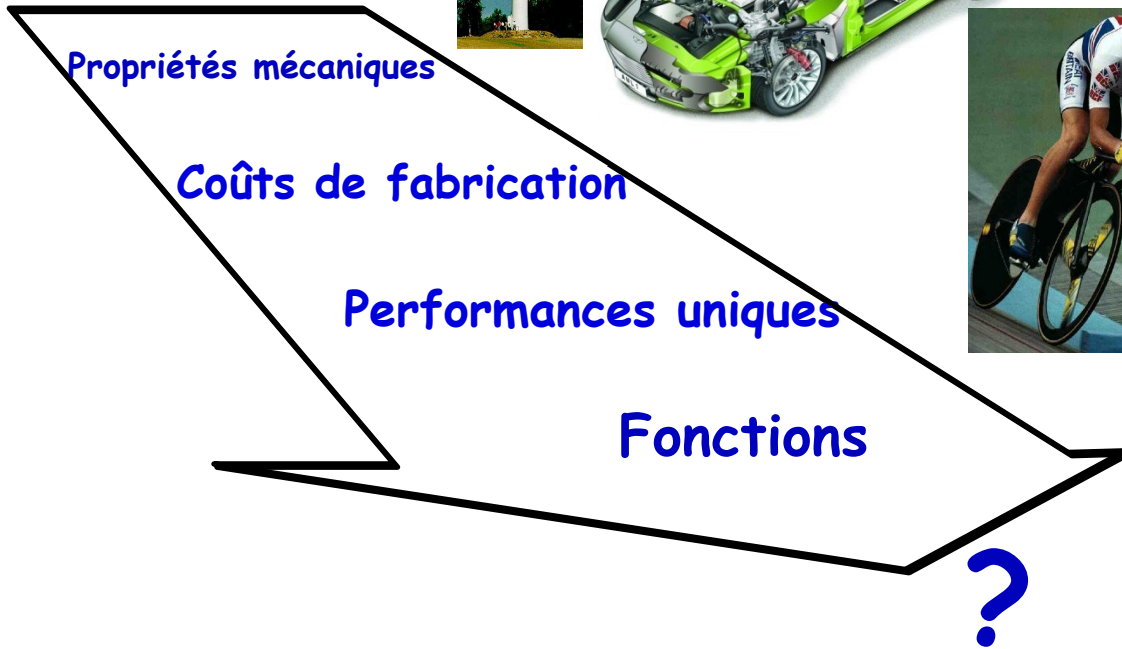 Propriétés mécaniques
Coûts de fabrication
Performances uniques
Fonctions
?